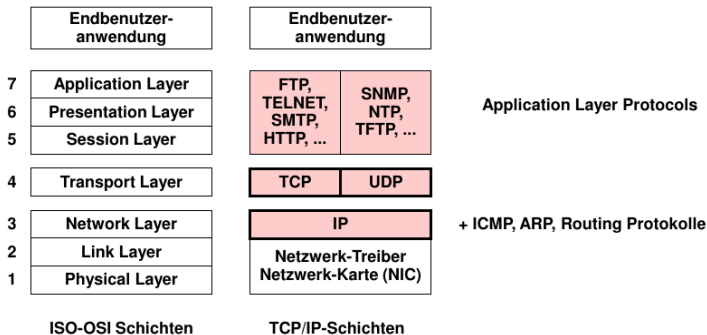 Endbenutzer-
anwendung
Endbenutzer-
anwendung
7
Application Layer
6
Presentation Layer
5
Session Layer
FTP,
TELNET,
SMTP,
HTTP, ...
SNMP,
NTP,
TFTP, ...
Application Layer Protocols
4
Transport Layer
TCP
UDP
3
Network Layer
IP
+ ICMP, ARP, Routing Protokolle
2
Link Layer
1
Physical Layer
Netzwerk-Treiber
Netzwerk-Karte (NIC)
ISO-OSI Schichten
TCP/IP-Schichten